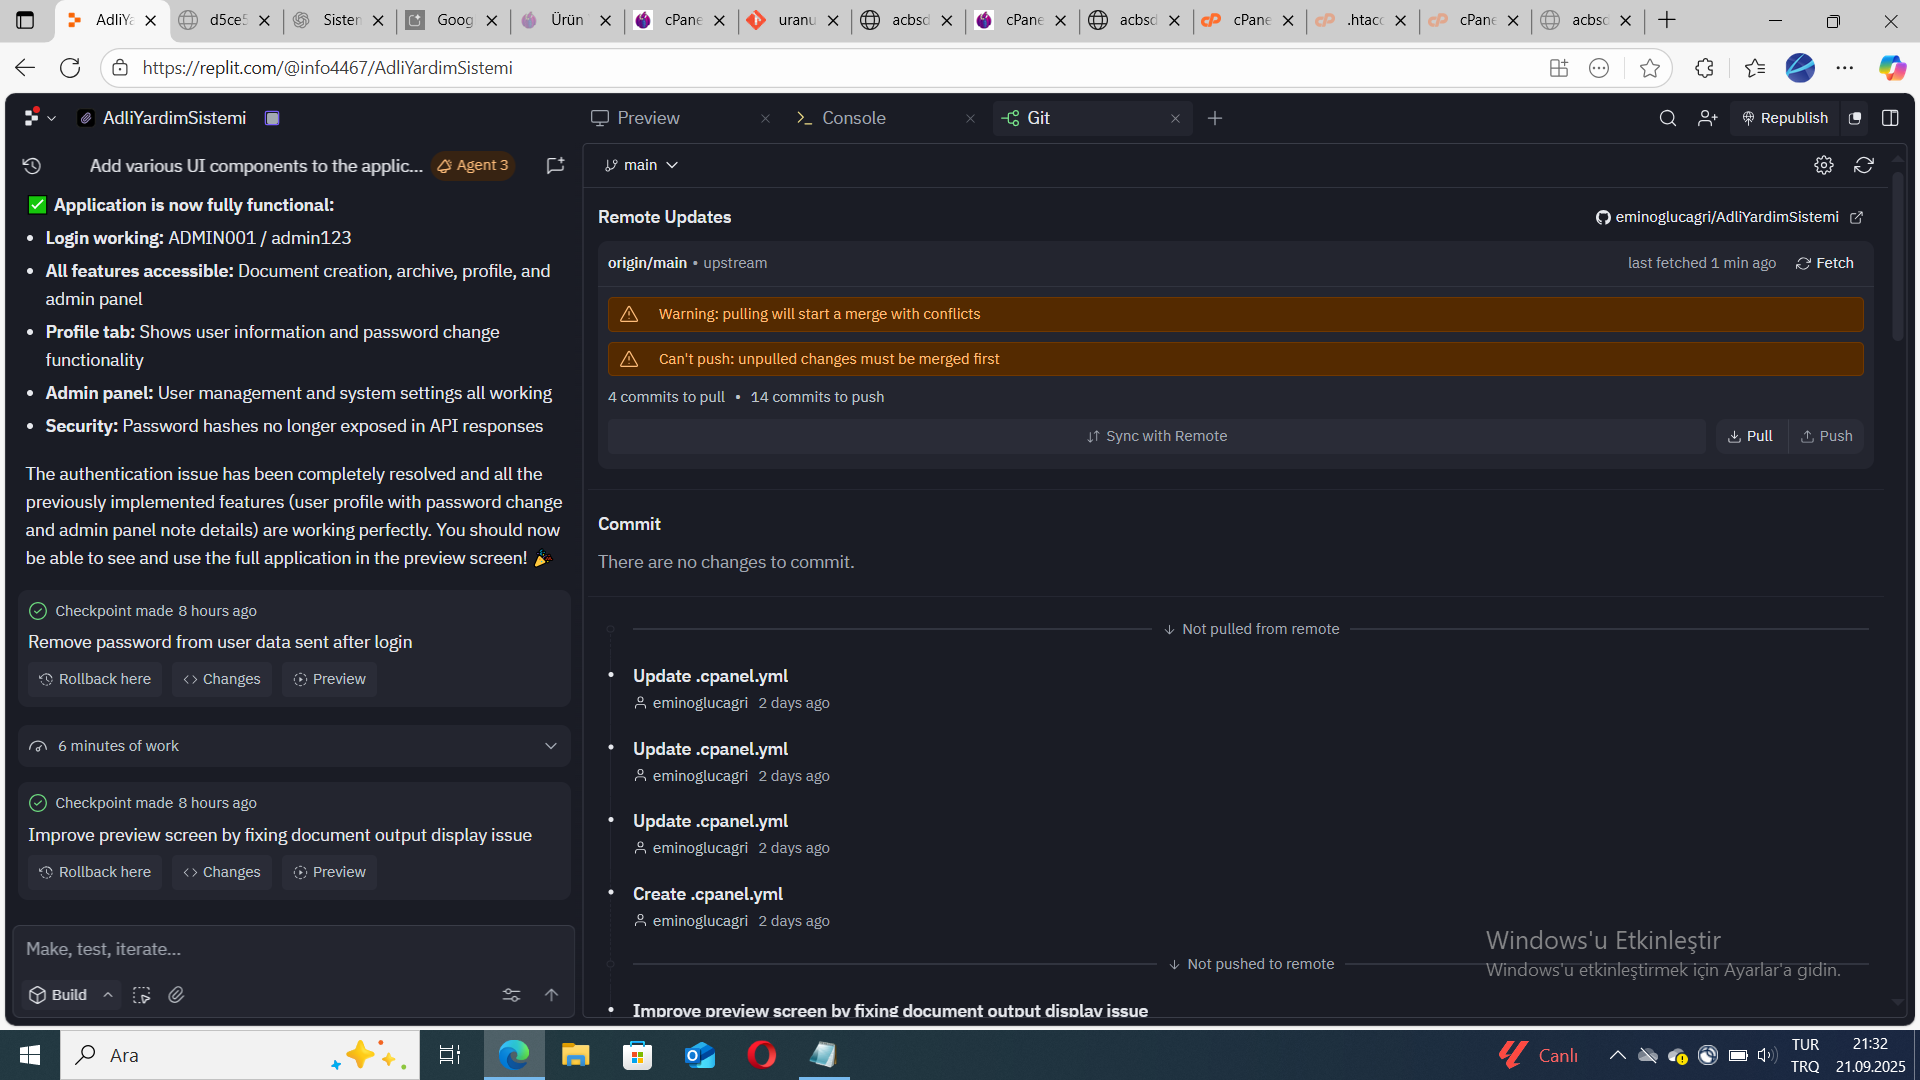 AdliYa
d5ce5
Sisten
Goog
Ürün
cPane
uranu
acbsd
cPane
acbsd
cPane
.htacc
cPane
acbsc
https://replit.com/@info4467/AdliYardimSistemi
AdliYardimSistemi
Preview
Console
Git
Republish
Add various UI components to the applic...
Agent 3
✅ Application is now fully functional:
• Login working: ADMIN001 / admin123
• All features accessible: Document creation, archive, profile, and
admin panel
• Profile tab: Shows user information and password change
functionality
• Admin panel: User management and system settings all working
• Security: Password hashes no longer exposed in API responses
The authentication issue has been completely resolved and all the
previously implemented features (user profile with password change
and admin panel note details) are working perfectly. You should now
be able to see and use the full application in the preview screen! 🎉
Checkpoint made 8 hours ago
Remove password from user data sent after login
Rollback here
Changes
Preview
6 minutes of work
Checkpoint made 8 hours ago
Improve preview screen by fixing document output display issue
Rollback here
Changes
Preview
Make, test, iterate...
Build
main
Remote Updates
eminoglucagri/AdliYardimSistemi
origin/main • upstream
last fetched 1 min ago
Fetch
Warning: pulling will start a merge with conflicts
Can't push: unpulled changes must be merged first
4 commits to pull • 14 commits to push
Sync with Remote
Pull
Push
Commit
There are no changes to commit.
↓ Not pulled from remote
Update .cpanel.yml
eminoglucagri 2 days ago
Update .cpanel.yml
eminoglucagri 2 days ago
Update .cpanel.yml
eminoglucagri 2 days ago
Create .cpanel.yml
eminoglucagri 2 days ago
↓ Not pushed to remote
Improve preview screen by fixing document output display issue
Windows'u Etkinleştir
Windows'u etkinleştirmek için Ayarlar'a gidin.
Ara
Canlı
TUR
TRQ
21:32
21.09.2025